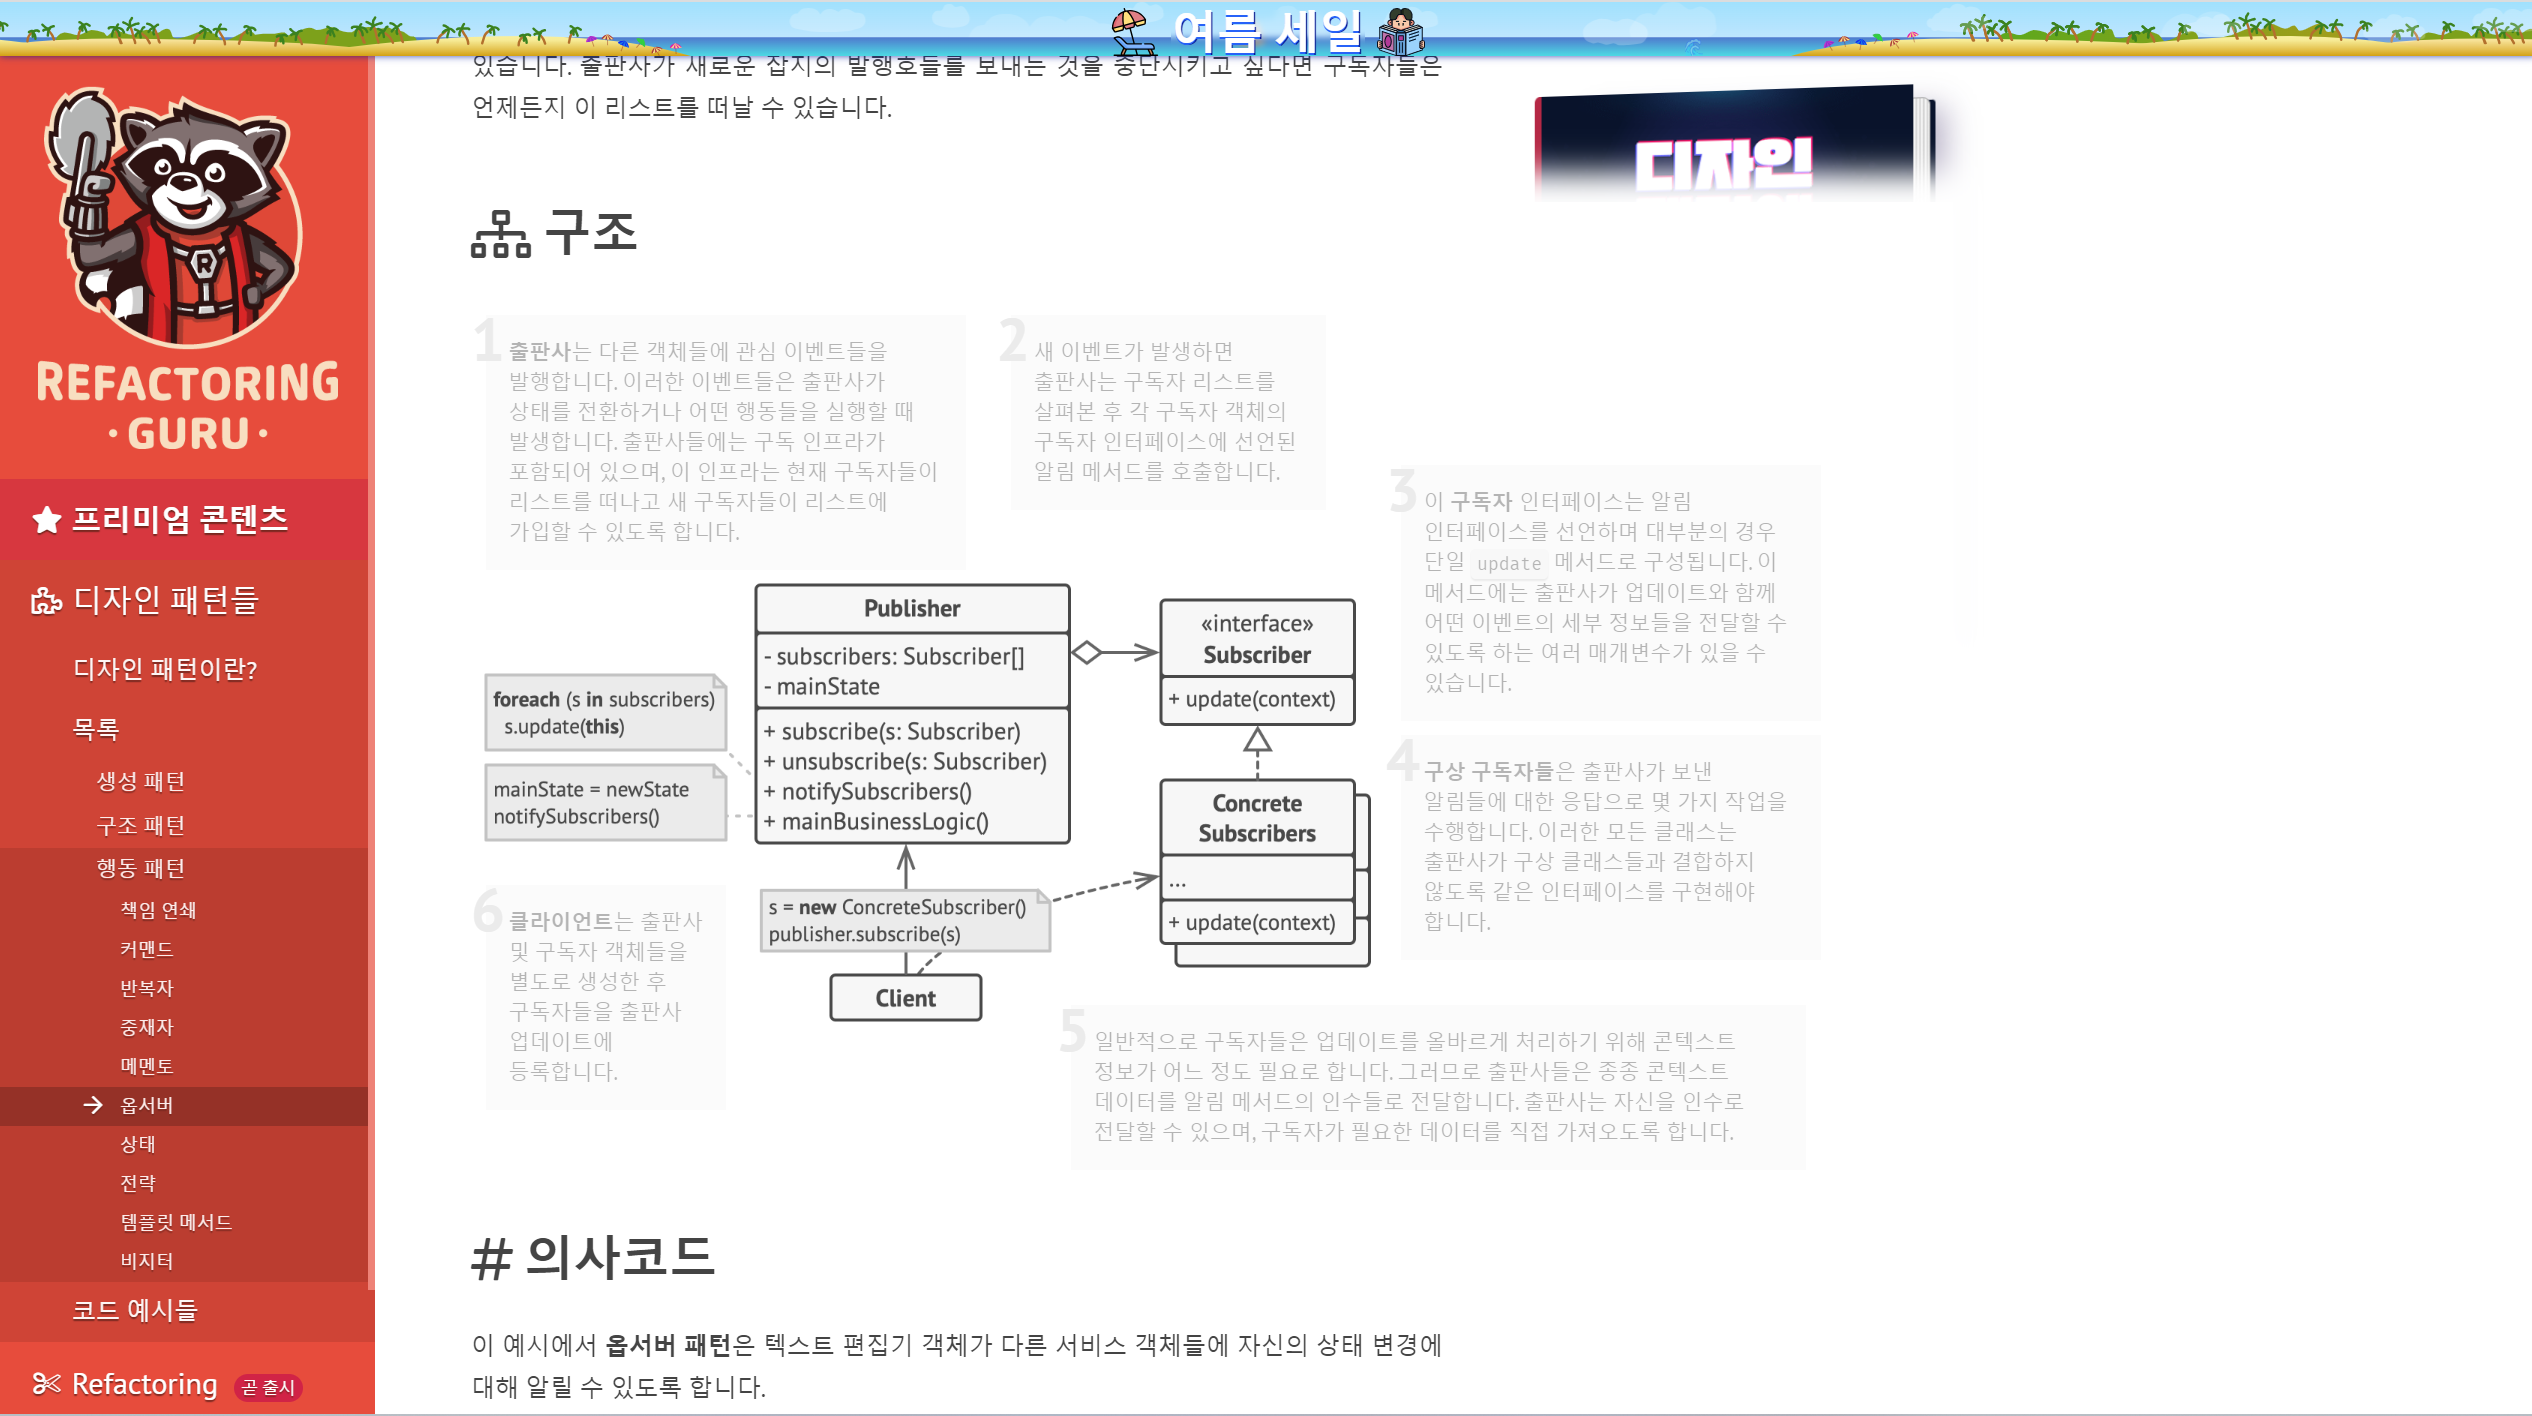 여름 세일
REFACTORING
· GURU ·
프리미엄 콘텐츠
디자인 패턴들
디자인 패턴이란?
목록
생성 패턴
구조 패턴
행동 패턴
책임 연쇄
커맨드
반복자
중재자
메멘토
옵서버
상태
전략
템플릿 메서드
비지터
코드 예시들
Refactoring 곧 출시
있습니다. 출판사가 새로운 잡지의 발행호들를 보내는 것을 중단시키고 싶다면 구독자들은
언제든지 이 리스트를 떠날 수 있습니다.
디자인
구조
1
출판사는 다른 객체들에 관심 이벤트들을
발행합니다. 이러한 이벤트들은 출판사가
상태를 전환하거나 어떤 행동들을 실행할 때
발생합니다. 출판사들에는 구독 인프라가
포함되어 있으며, 이 인프라는 현재 구독자들이
리스트를 떠나고 새 구독자들이 리스트에
가입할 수 있도록 합니다.
2
새 이벤트가 발생하면
출판사는 구독자 리스트를
살펴본 후 각 구독자 객체의
구독자 인터페이스에 선언된
알림 메서드를 호출합니다.
3
이 구독자 인터페이스는 알림
인터페이스를 선언하며 대부분의 경우
단일 update 메서드로 구성됩니다. 이
메서드에는 출판사가 업데이트와 함께
어떤 이벤트의 세부 정보들을 전달할 수
있도록 하는 여러 매개변수가 있을 수
있습니다.
Publisher
- subscribers: Subscriber[]
- mainState
+ subscribe(s: Subscriber)
+ unsubscribe(s: Subscriber)
+ notifySubscribers()
+ mainBusinessLogic()
«interface»
Subscriber
+ update(context)
foreach (s in subscribers)
s.update(this)
mainState = newState
notifySubscribers()
Concrete
Subscribers
...
+ update(context)
4
구상 구독자들은 출판사가 보낸
알림들에 대한 응답으로 몇 가지 작업을
수행합니다. 이러한 모든 클래스는
출판사가 구상 클래스들과 결합하지
않도록 같은 인터페이스를 구현해야
합니다.
6
클라이언트는 출판사
및 구독자 객체들을
별도로 생성한 후
구독자들을 출판사
업데이트에
등록합니다.
s = new ConcreteSubscriber()
publisher.subscribe(s)
Client
5
일반적으로 구독자들은 업데이트를 올바르게 처리하기 위해 콘텍스트
정보가 어느 정도 필요로 합니다. 그러므로 출판사들은 종종 콘텍스트
데이터를 알림 메서드의 인수들로 전달합니다. 출판사는 자신을 인수로
전달할 수 있으며, 구독자가 필요한 데이터를 직접 가져오도록 합니다.
# 의사코드
이 예시에서 옵서버 패턴은 텍스트 편집기 객체가 다른 서비스 객체들에 자신의 상태 변경에
대해 알릴 수 있도록 합니다.